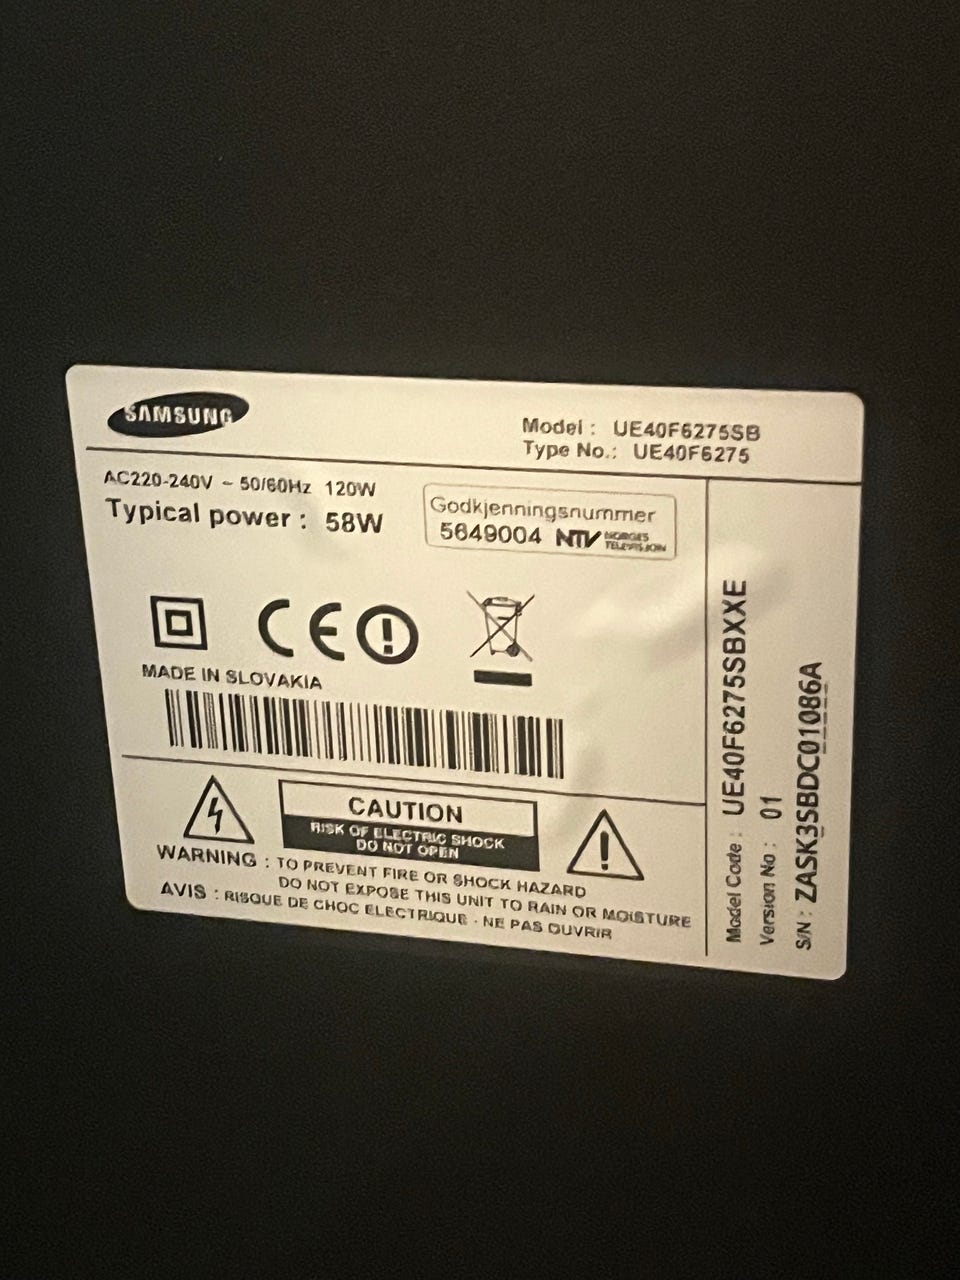 SAMSUNG
Model : UE40F6275SB
Type No.: UE40F6275
AC220-240V ~ 50/60Hz 120W
Typical power : 58W
Godkjenningsnummer
5649004 NTV NORGES
TELEVISJON
CE
MADE IN SLOVAKIA
CAUTION
RISK OF ELECTRIC SHOCK
DO NOT OPEN
WARNING : TO PREVENT FIRE OR SHOCK HAZARD
DO NOT EXPOSE THIS UNIT TO RAIN OR MOISTURE
AVIS : RISQUE DE CHOC ELECTRIQUE - NE PAS OUVRIR
Model Code : UE40F6275SBXXE
Version No : 01
S/N : ZASK3SBDC01086A